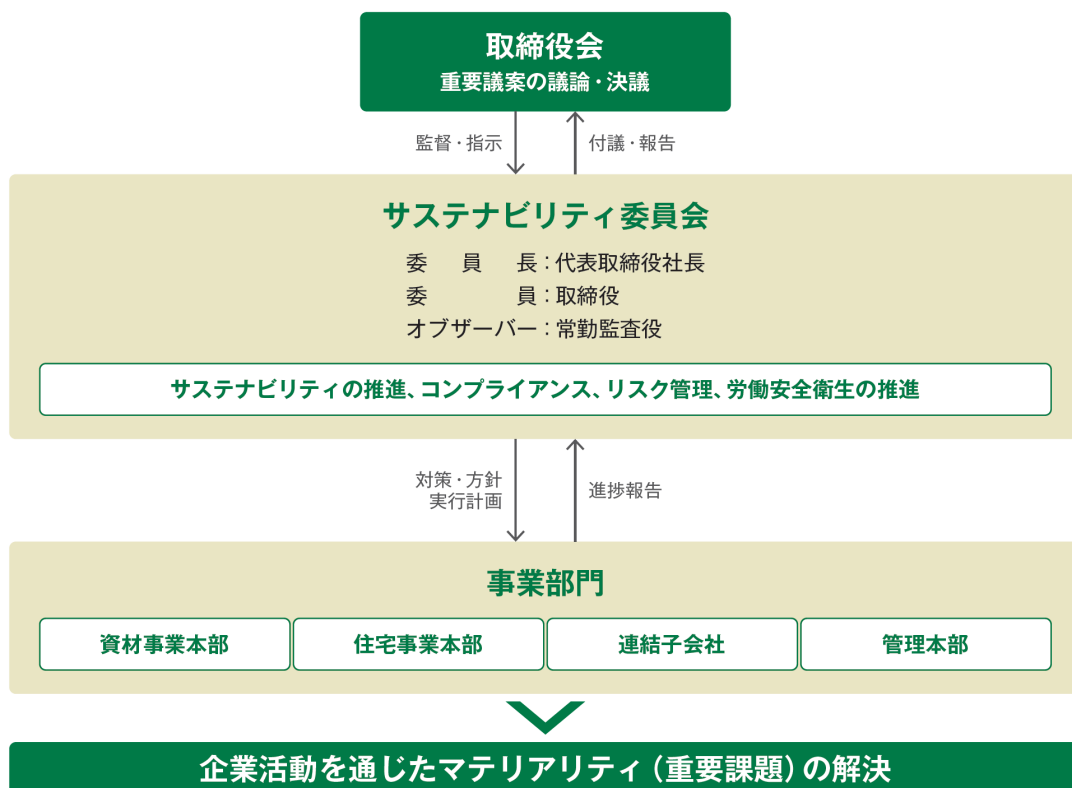 取締役会
重要議案の議論・決議
監督・指示
付議・報告
サステナビリティ委員会
委員長：代表取締役社長
委員：取締役
オブザーバー：常勤監査役
サステナビリティの推進、コンプライアンス、リスク管理、労働安全衛生の推進
対策・方針
実行計画
進捗報告
事業部門
資材事業本部
住宅事業本部
連結子会社
管理本部
企業活動を通じたマテリアリティ（重要課題）の解決